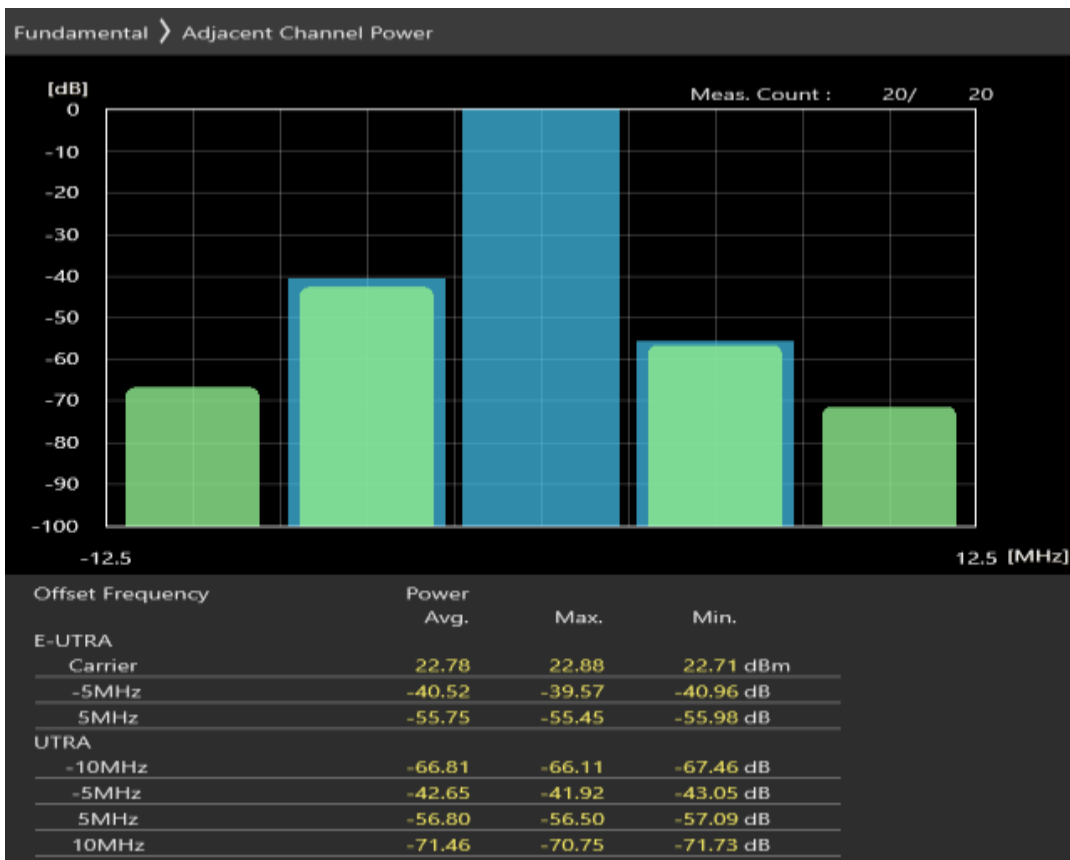 Fundamental 》 Adjacent Channel Power
[dB]
Meas. Count : 20/ 20
0
-10
-20
-30
-40
-50
-60
-70
-80
-90
-100
-12.5 12.5 [MHz]
Offset Frequency Power
Avg. Max. Min.
E-UTRA
Carrier 22.78 22.88 22.71 dBm
-5MHz -40.52 -39.57 -40.96 dB
5MHz -55.75 -55.45 -55.98 dB
UTRA
-10MHz -66.81 -66.11 -67.46 dB
-5MHz -42.65 -41.92 -43.05 dB
5MHz -56.80 -56.50 -57.09 dB
10MHz -71.46 -70.75 -71.73 dB